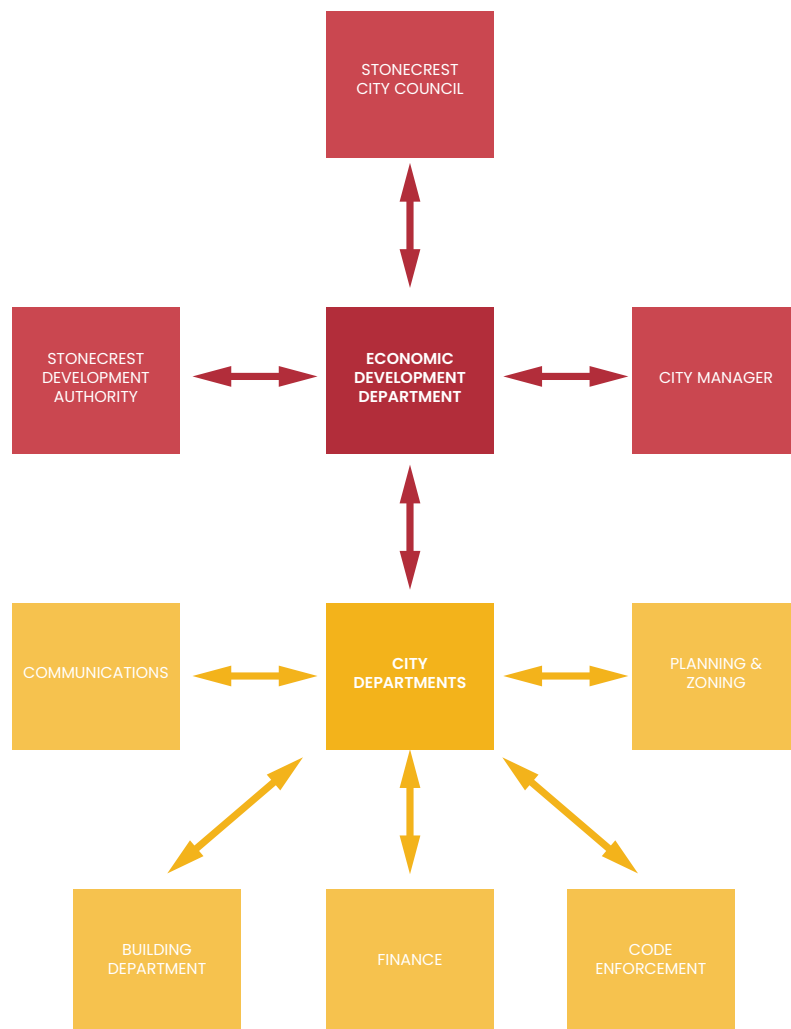 STONECREST
CITY COUNCIL
STONECREST
DEVELOPMENT
AUTHORITY
ECONOMIC
DEVELOPMENT
DEPARTMENT
CITY MANAGER
COMMUNICATIONS
CITY
DEPARTMENTS
PLANNING &
ZONING
BUILDING
DEPARTMENT
FINANCE
CODE
ENFORCEMENT